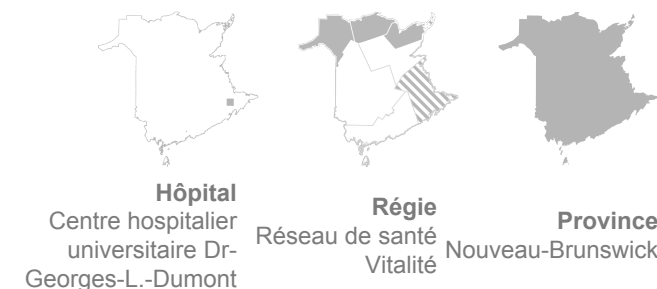 Hôpital
Centre hospitalier
universitaire Dr-
Georges-L.-Dumont
Régie
Réseau de santé
Vitalité
Province
Nouveau-Brunswick